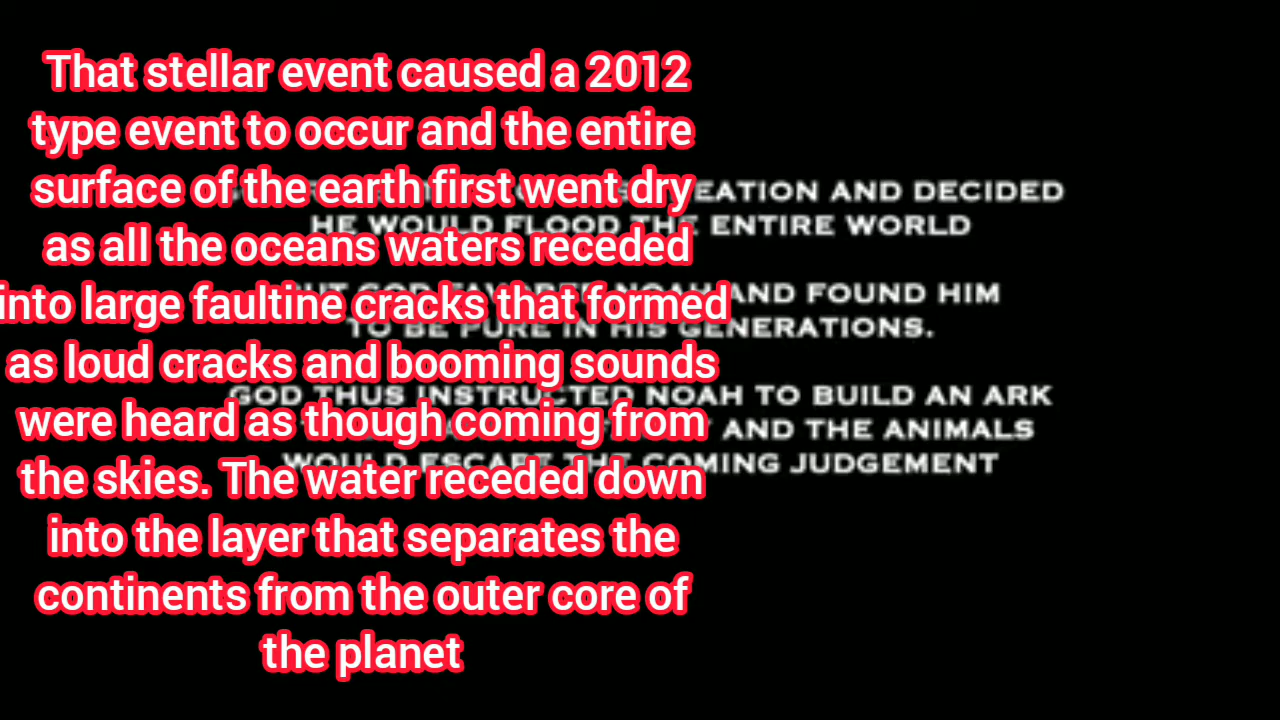 That stellar event caused a 2012
type event to occur and the entire
surface of the earth first went dry
as all the oceans waters receded
into large faultine cracks that formed
as loud cracks and booming sounds
were heard as though coming from
the skies. The water receded down
into the layer that separates the
continents from the outer core of
the planet
AND DECIDED
HE WOULD FLOOD THE ENTIRE WORLD
AND FOUND HIM
TO BE PURE IN HIS GENERATIONS.
GOD THUS INSTRUCTED NOAH TO BUILD AN ARK
AND THE ANIMALS
WOULD ESCAPE THE COMING JUDGEMENT